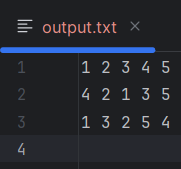 output.txt
1 1 2 3 4 5
2 4 2 1 3 5
3 1 3 2 5 4
4